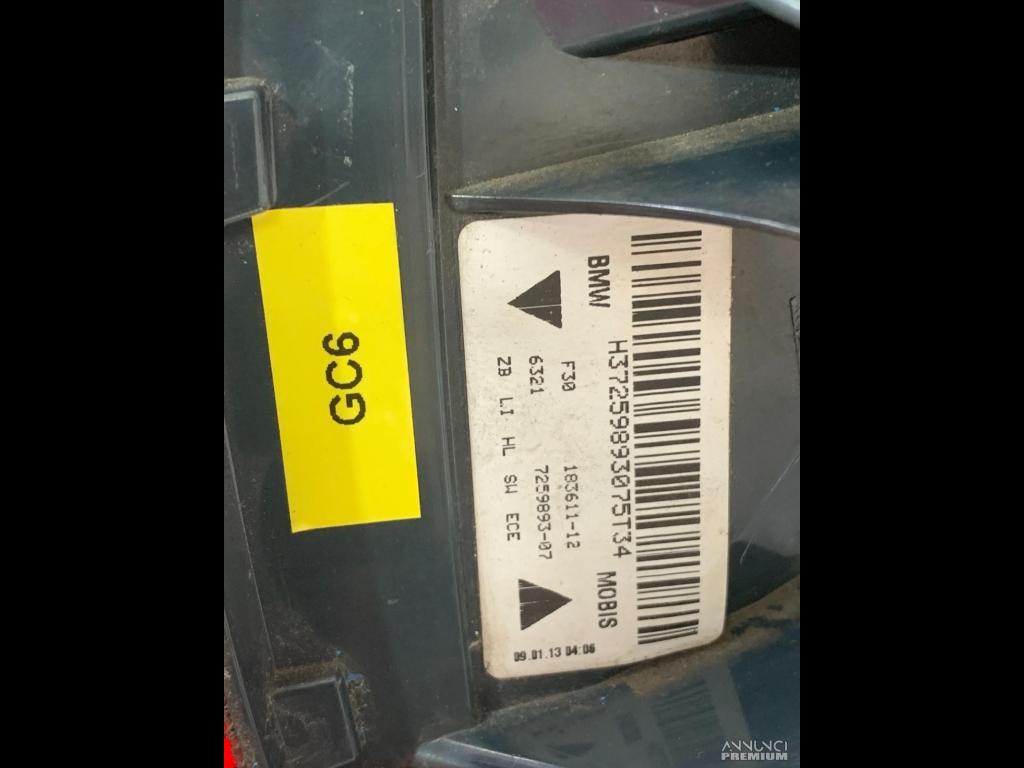 GC6
BMW H37259893075T34 MOBIS
F30 183611-12
6321 7259893-07
ZB LI HL SW ECE
09.01.13 04:06
ANNUNCI
PREMIUM